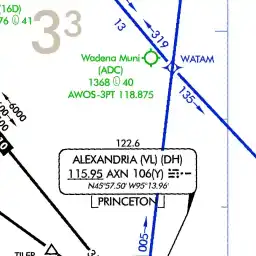 (16D)
76 41
3³
13
319
Wadena Muni
(ADC)
1368 40
AWOS-3PT 118.875
WATAM
135
6000
122.6
ALEXANDRIA (VL) (DH)
115.95 AXN 106(Y)
N45°57.50' W95°13.96'
[PRINCETON]
005
TILER